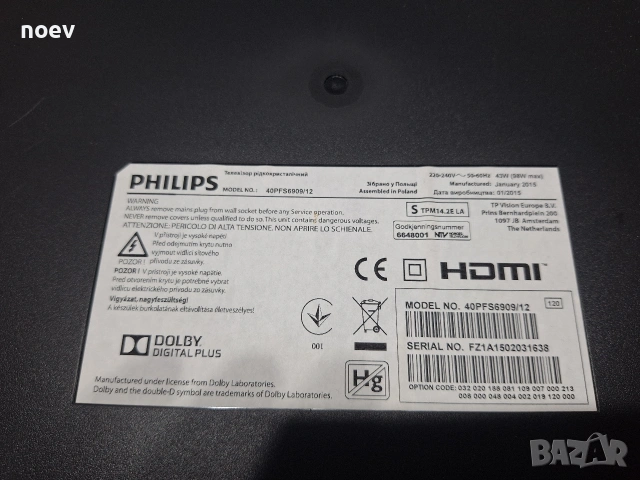 noev
Телевізор рідкокристалічний
PHILIPS
MODEL NO.: 40PFS6909/12
Зібрано у Польщі
Assembled in Poland
220-240V~ 50-60Hz 43W (98W max)
Manufactured: January 2015
Дата виробництва: 01/2015
WARNING
ALWAYS remove mains plug from wall socket before any Service operation.
NEVER remove covers unless qualified to do so. This unit contains dangerous voltages.
ATTENZIONE: PERICOLO DI ALTA TENSIONE, NON APRIRE LO SCHIENALE.
S TPM14.2E LA
TP Vision Europe B.V.
Prins Bernhardplein 200
1097 JB Amsterdam
The Netherlands
Godkjenningsnummer
6648001
POZOR!
V přístroji je vysoké napětí
Před odejmutím krytu nutno
vyjmout vidlici síťového
přívodu ze zásuvky.
POZOR! V prístroji je vysoké napätie.
Pred otvorením krytu je potrebné vybrať
vidlicu elektrického prívodu zo zásuvky.
Vigyázat, nagyfeszültség!
A készülék burkolatának eltávolítása életveszélyes!
CE
HDMI
001
DOLBY
DIGITAL PLUS
Hg
MODEL NO. 40PFS6909/12
SERIAL NO. FZ1A1502031638
OPTION CODE: 032 020 188 081 109 007 000 213
008 000 048 004 002 019 120 000
Manufactured under license from Dolby Laboratories.
Dolby and the double-D symbol are trademarks of Dolby Laboratories.
BAZAR